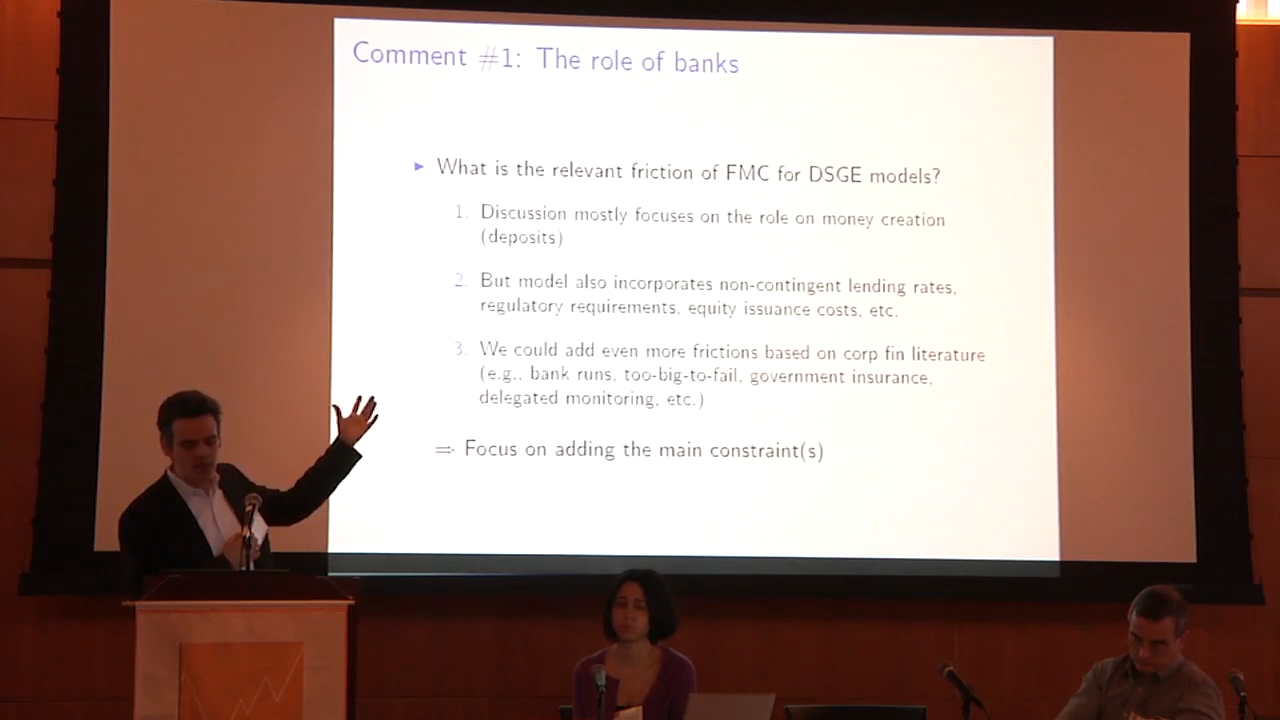 Comment #1: The role of banks
▶ What is the relevant friction of FMC for DSGE models?
1. Discussion mostly focuses on the role on money creation
(deposits)
2. But model also incorporates non-contingent lending rates,
regulatory requirements, equity issuance costs, etc.
3. We could add even more frictions based on corp fin literature
(e.g., bank runs, too-big-to-fail, government insurance,
delegated monitoring, etc.)
⇒ Focus on adding the main constraint(s)